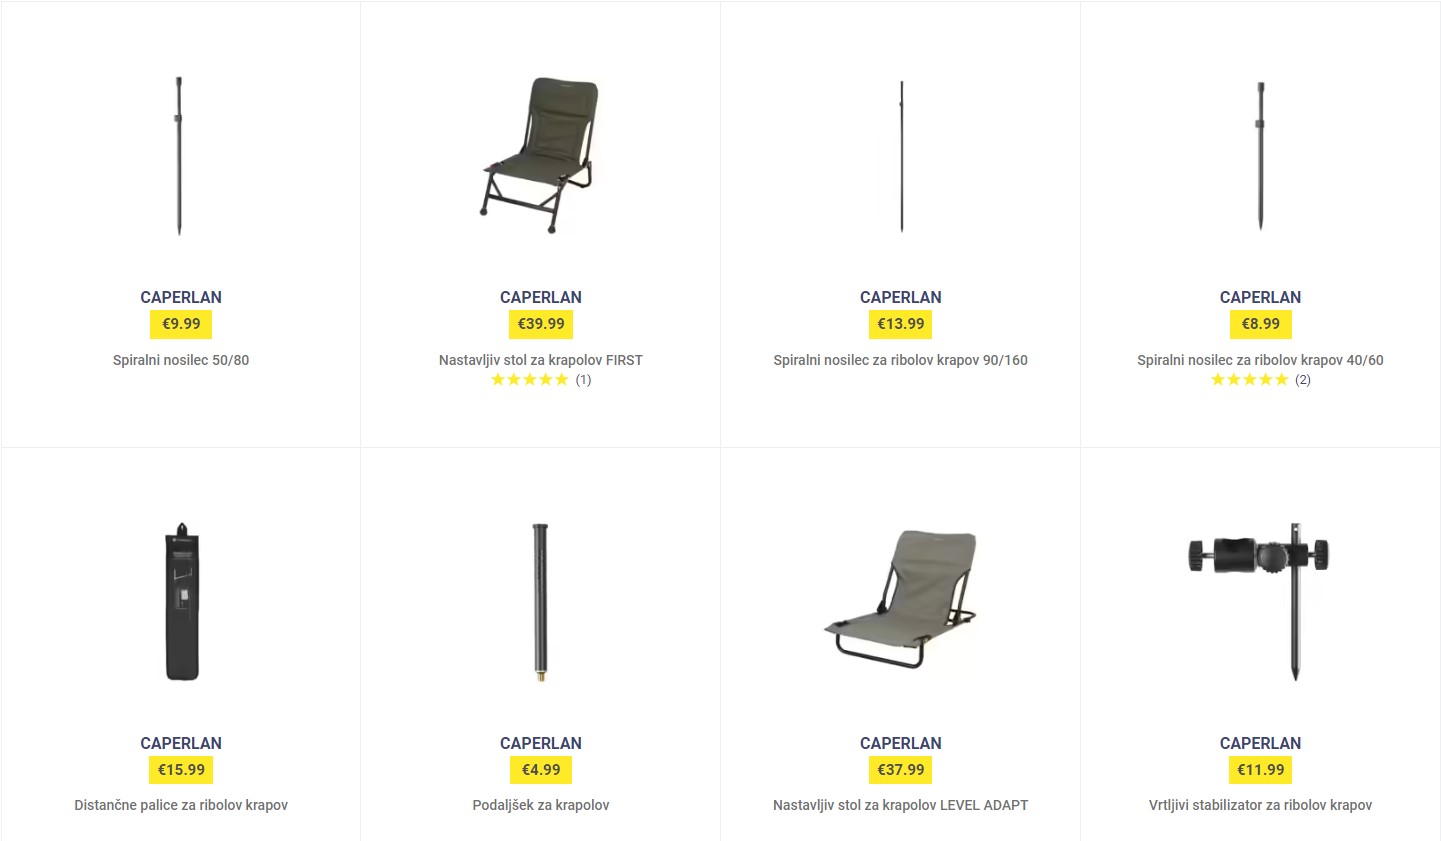 CAPERLAN
€9.99
Spiralni nosilec 50/80
CAPERLAN
€39.99
Nastavljiv stol za krapolov FIRST
(1)
CAPERLAN
€13.99
Spiralni nosilec za ribolov krapov 90/160
CAPERLAN
€8.99
Spiralni nosilec za ribolov krapov 40/60
(2)
CAPERLAN
€15.99
Distančne palice za ribolov krapov
CAPERLAN
€4.99
Podaljšek za krapolov
CAPERLAN
€37.99
Nastavljiv stol za krapolov LEVEL ADAPT
CAPERLAN
€11.99
Vrtljivi stabilizator za ribolov krapov